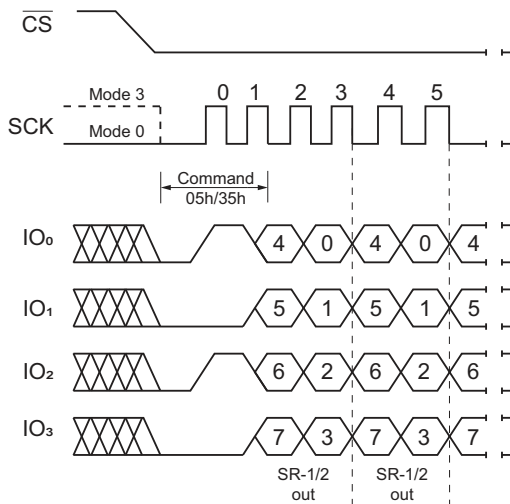 CS
0 1 2 3 4 5
Mode 3
SCK
Mode 0
Command
05h/35h
IO₀ 4 0 4 0 4
IO₁ 5 1 5 1 5
IO₂ 6 2 6 2 6
IO₃ 7 3 7 3 7
SR-1/2 out
SR-1/2 out